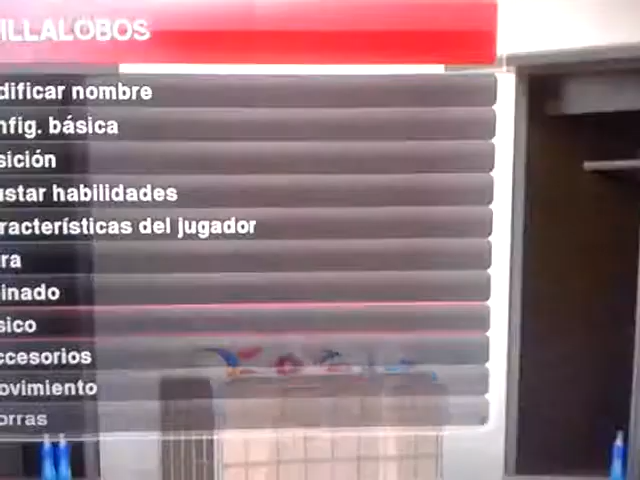 ILLALOBOS
dificar nombre
nfig. básica
sición
ustar habilidades
racterísticas del jugador
ra
inado
sico
ccesorios
ovimiento
orras